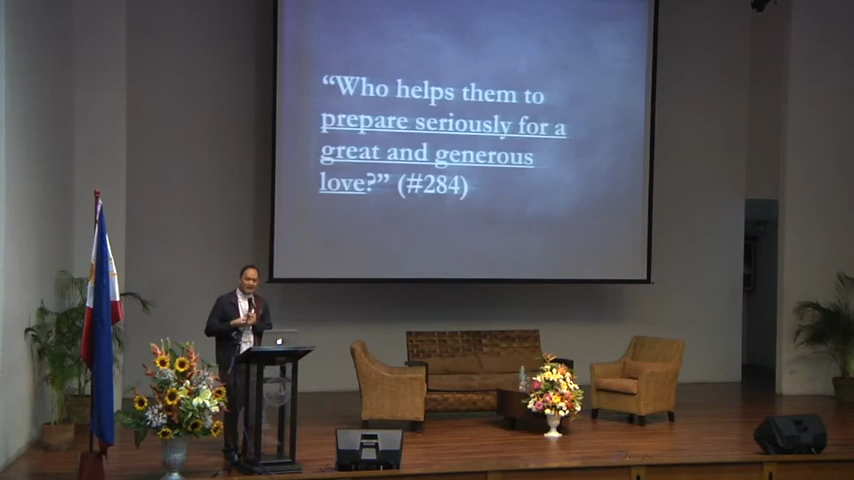 “Who helps them to
prepare seriously for a
great and generous
love?” (#284)